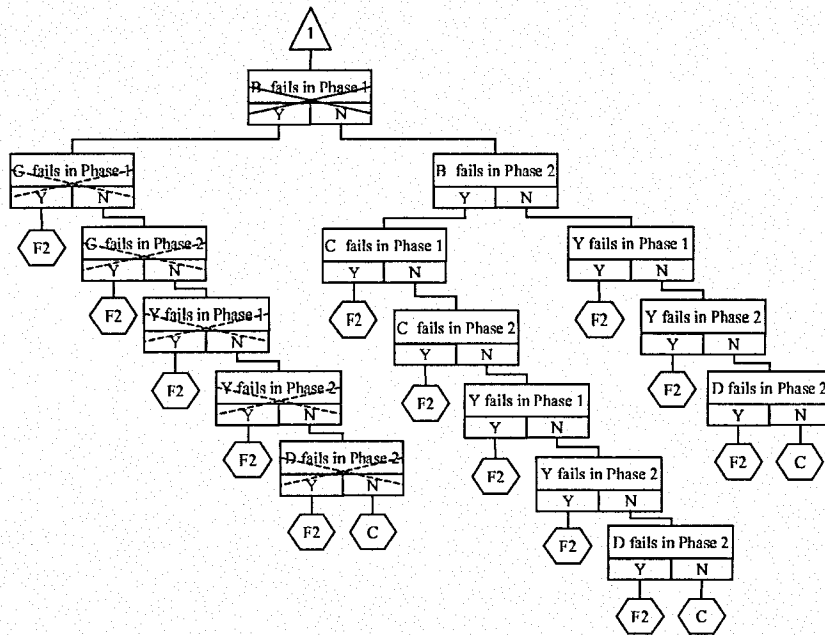 1
B fails in Phase 1
Y N
C fails in Phase 1
Y N
B fails in Phase 2
Y N
F2
C fails in Phase 2
Y N
C fails in Phase 1
Y N
Y fails in Phase 1
Y N
F2
Y fails in Phase 1
Y N
F2
C fails in Phase 2
Y N
F2
Y fails in Phase 2
Y N
F2
Y fails in Phase 2
Y N
F2
Y fails in Phase 1
Y N
F2
D fails in Phase 2
Y N
F2
D fails in Phase 2
Y N
F2
Y fails in Phase 2
Y N
F2
C
F2
C
F2
D fails in Phase 2
Y N
F2
C